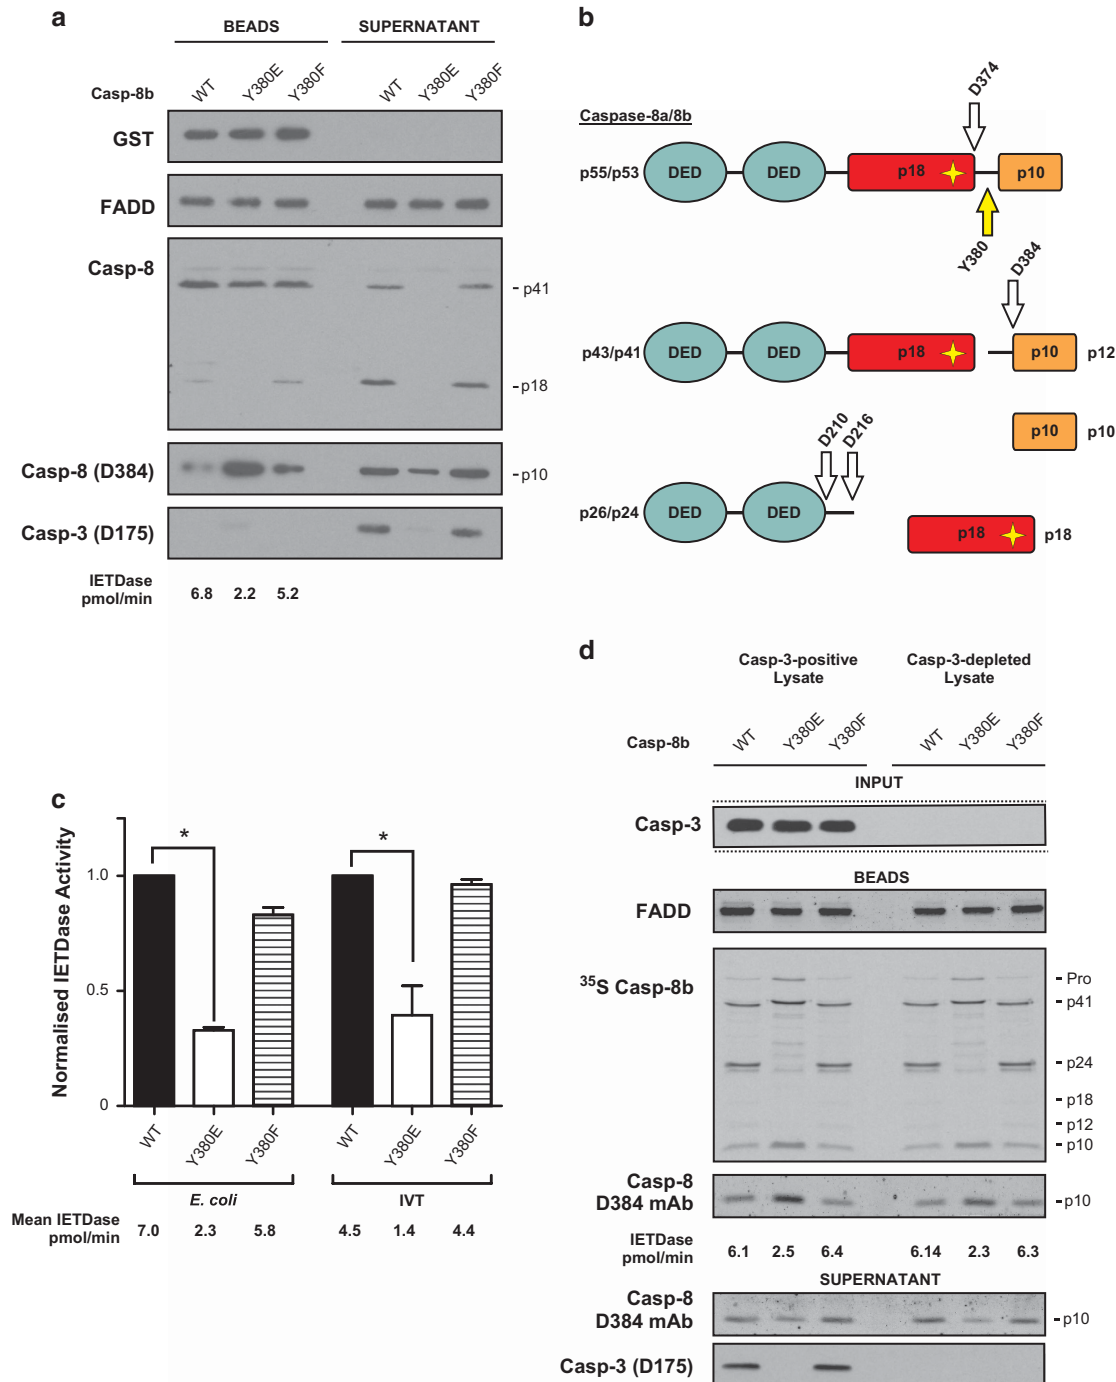 a
BEADS SUPERNATANT
Casp-8b WT Y380E Y380F WT Y380E Y380F
GST
FADD
Casp-8
p41
p18
Casp-8 (D384) p10
Casp-3 (D175)
IETDase
pmol/min 6.8 2.2 5.2
b
Caspase-8a/8b
D374
p55/p53 DED DED p18 p10
Y380
D384
p43/p41 DED DED p18 p10 p12
p10 p10
D210 D216
p26/p24 DED DED
p18 p18
c
Normalised IETDase Activity
1.0
0.5
0
* *
WT Y380E Y380F WT Y380E Y380F
E. coli IVT
Mean IETDase
pmol/min 7.0 2.3 5.8 4.5 1.4 4.4
d
Casp-3-positive
Lysate
Casp-3-depleted
Lysate
Casp-8b WT Y380E Y380F WT Y380E Y380F
INPUT
Casp-3
BEADS
FADD
35S Casp-8b
Pro
p41
p24
p18
p12
p10
Casp-8
D384 mAb p10
IETDase
pmol/min 6.1 2.5 6.4 6.14 2.3 6.3
SUPERNATANT
Casp-8
D384 mAb p10
Casp-3 (D175)